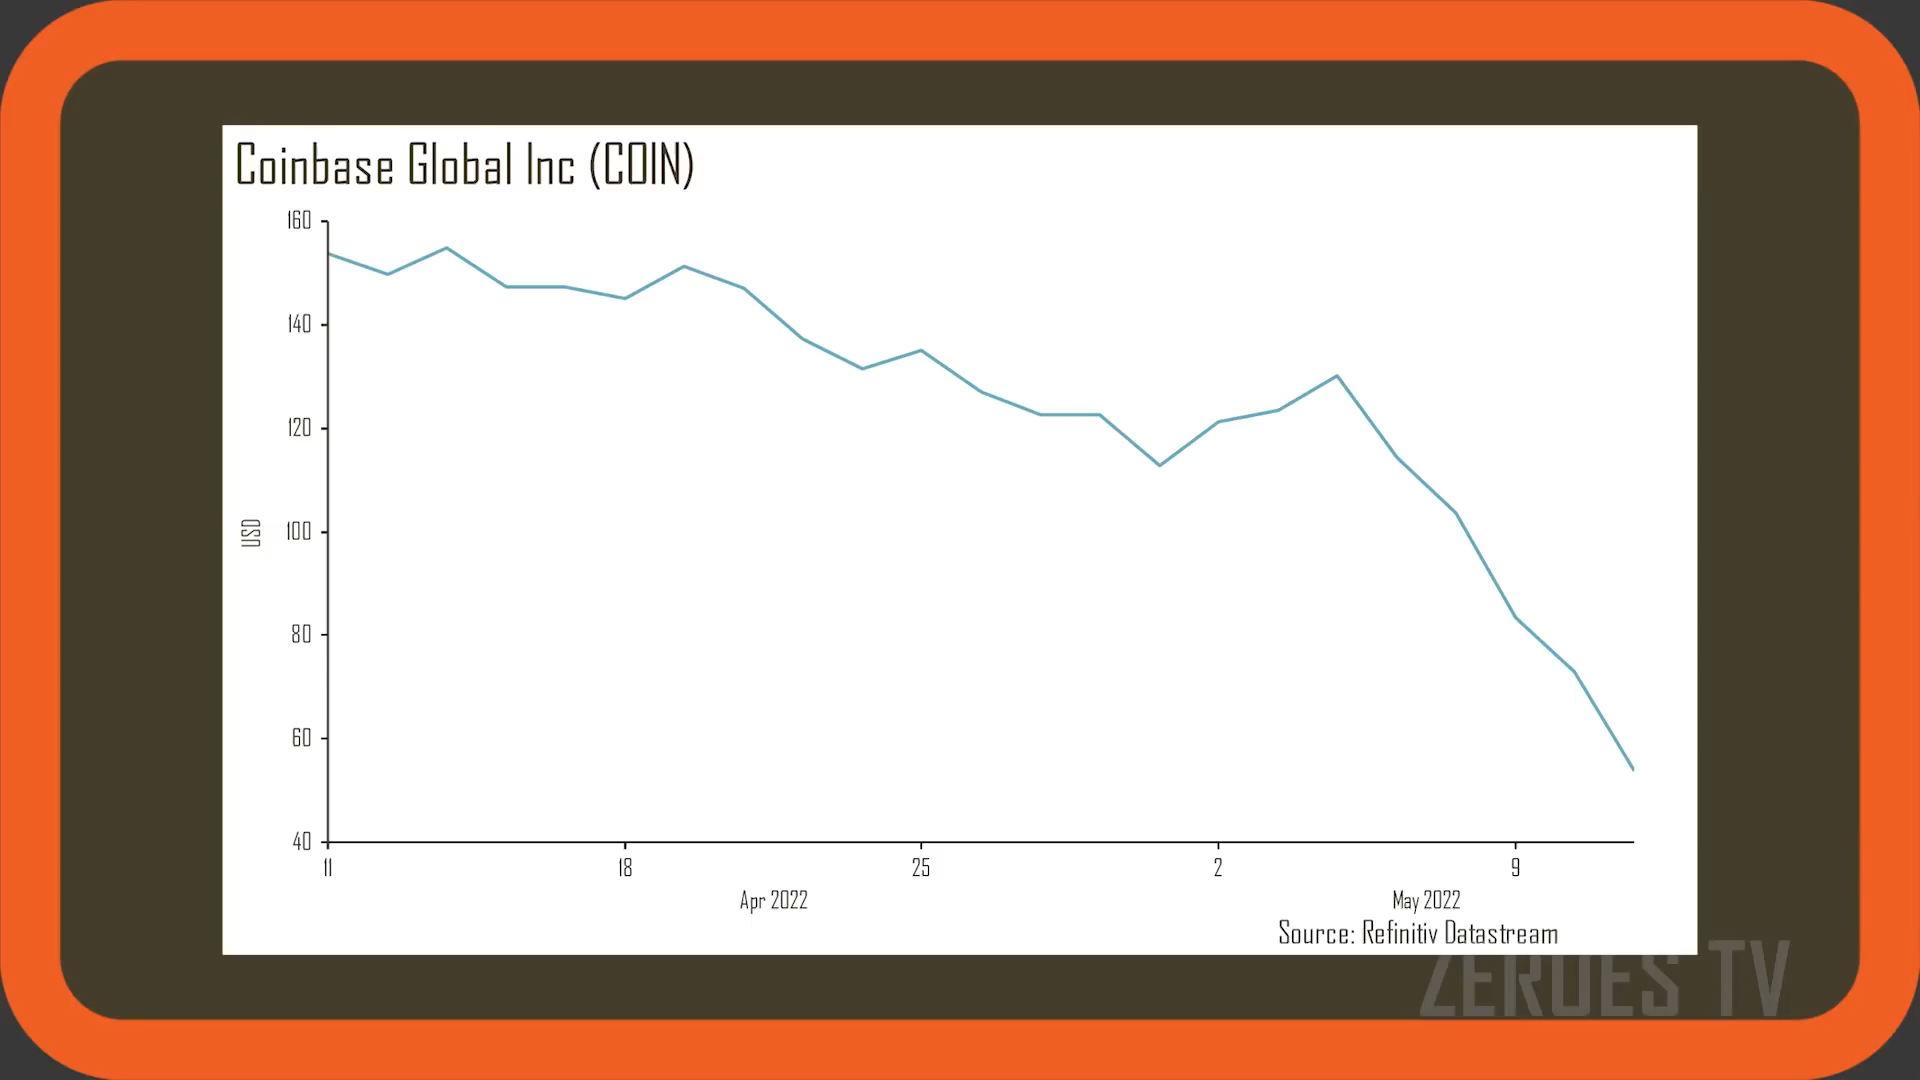 Coinbase Global Inc (COIN)
160
140
120
100
80
60
40
USD
11 18 25 2 9
Apr 2022 May 2022
Source: Refinitiv Datastream
ZEROES TV